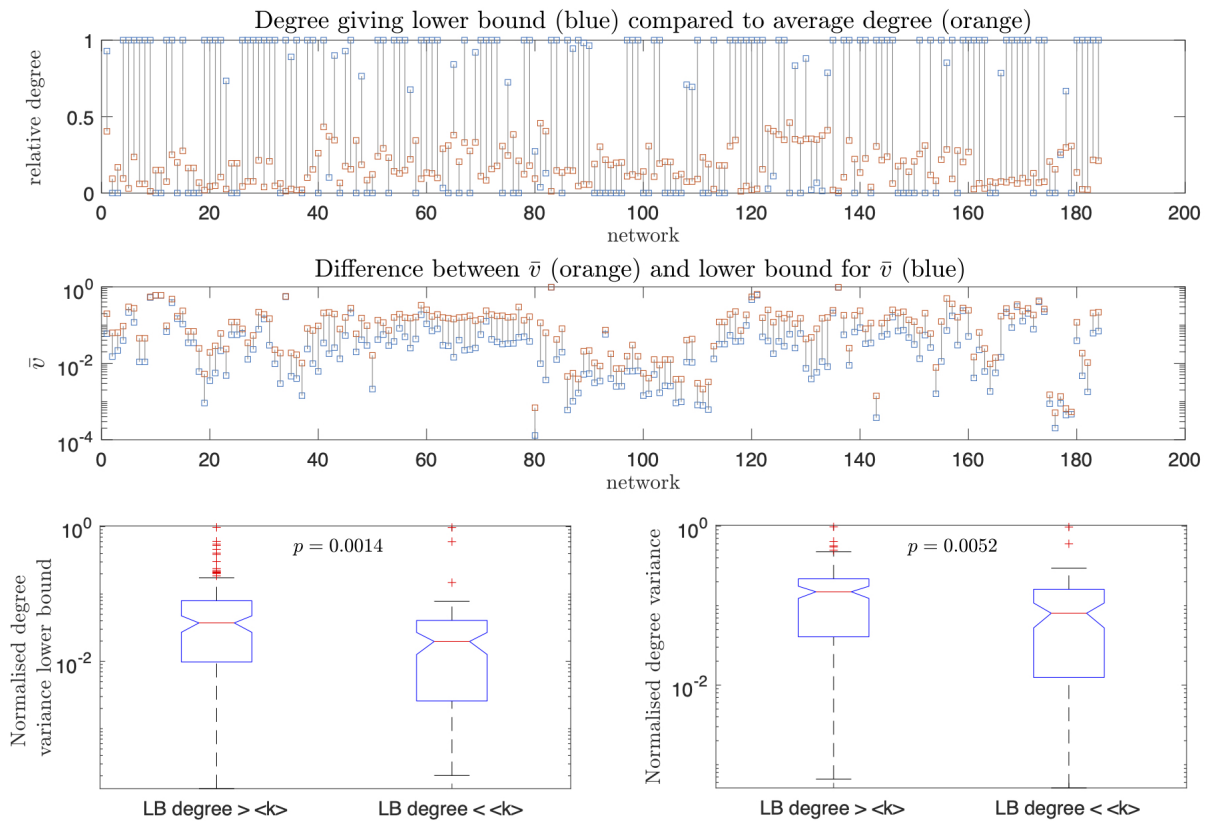 Degree giving lower bound (blue) compared to average degree (orange)
relative degree
1
0.5
0
0 20 40 60 80 100 120 140 160 180 200
network
Difference between v̄ (orange) and lower bound for v̄ (blue)
v̄
10^0
10^-2
10^-4
0 20 40 60 80 100 120 140 160 180 200
network
Normalised degree
variance lower bound
10^0
10^-2
p = 0.0014
LB degree > <k> LB degree < <k>
Normalised degree variance
10^0
10^-2
p = 0.0052
LB degree > <k> LB degree < <k>